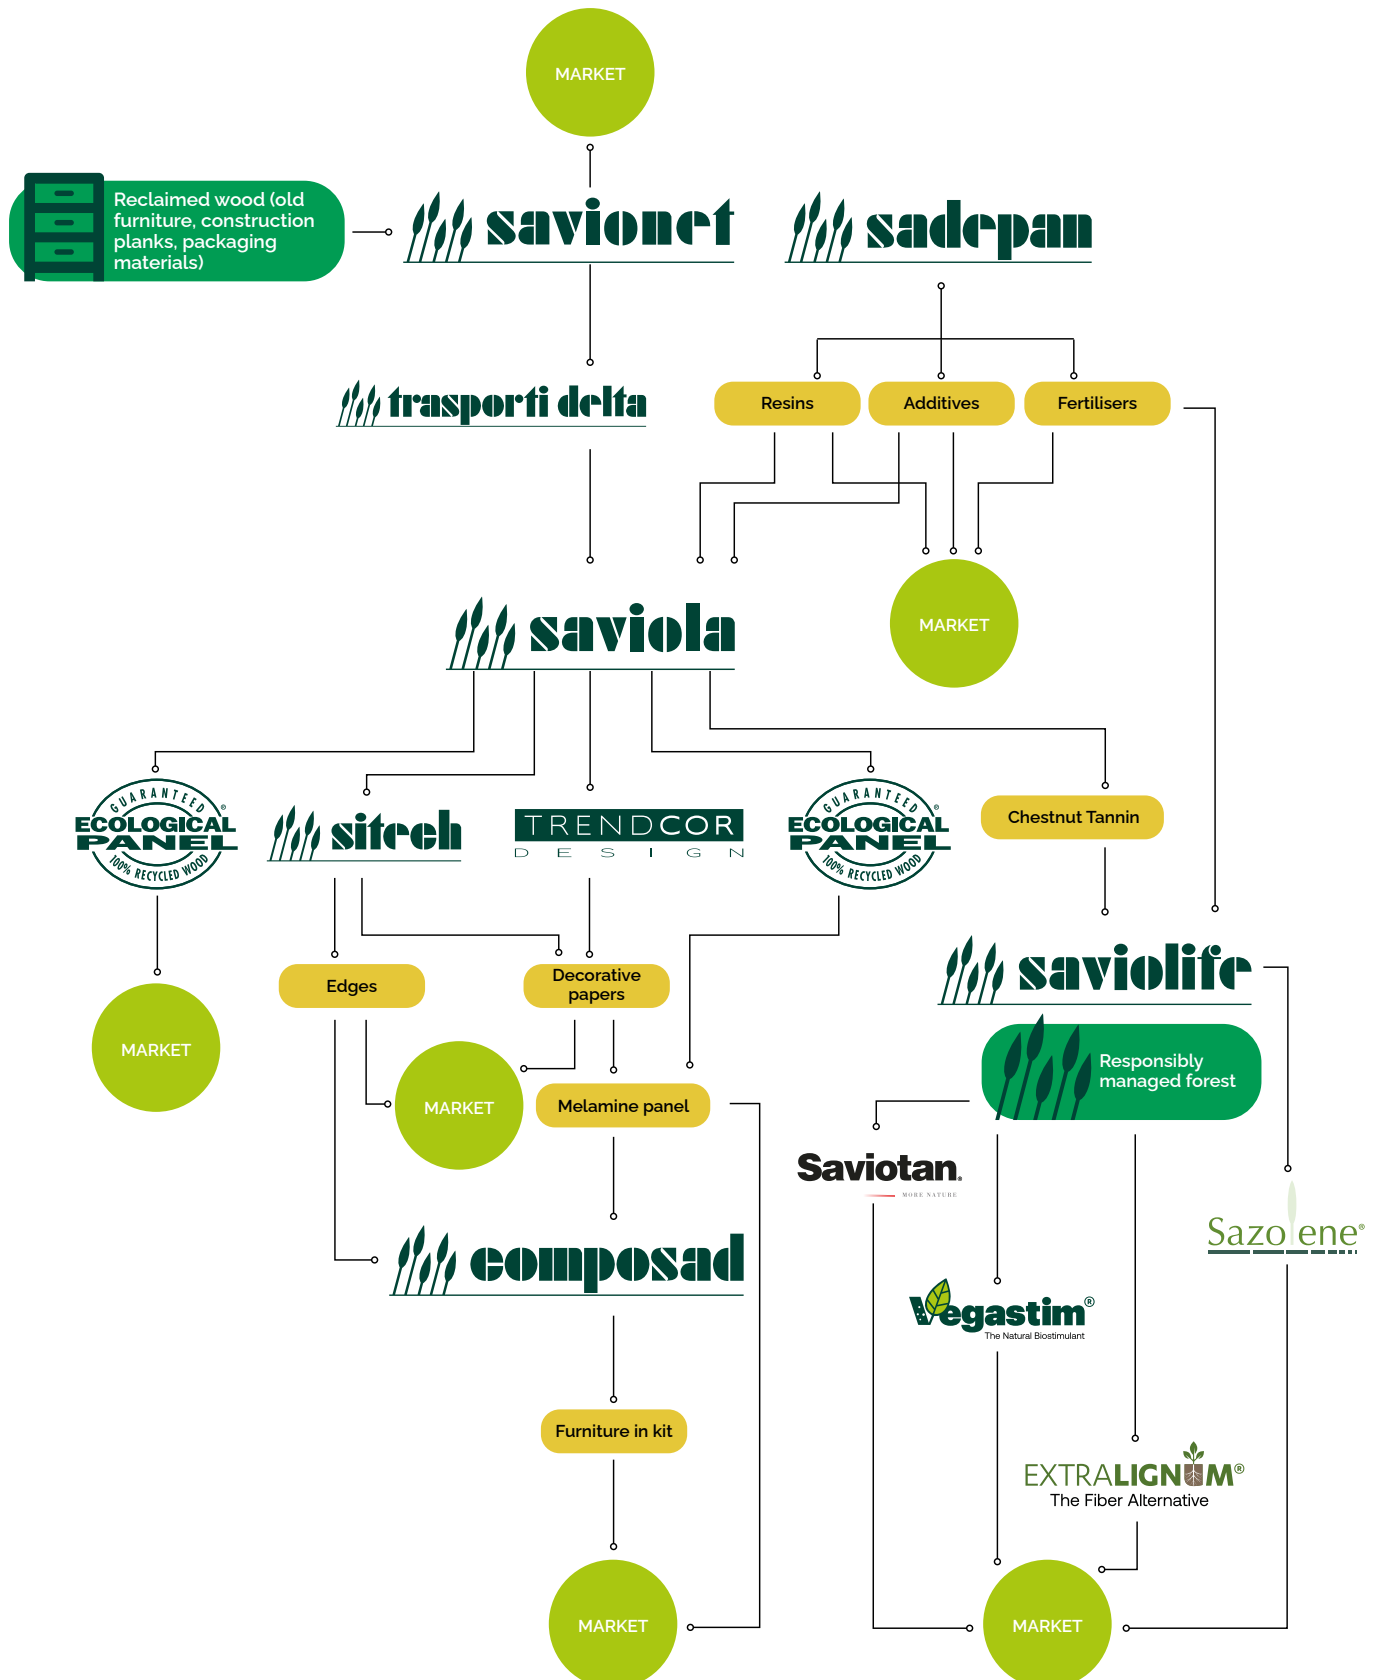 MARKET
Reclaimed wood (old
furniture, construction
planks, packaging
materials)
savionet
sadepan
trasporti delta
Resins
Additives
Fertilisers
MARKET
saviola
GUARANTEED
ECOLOGICAL
PANEL
100% RECYCLED WOOD
®
sitech
TRENDCOR
DESIGN
GUARANTEED
ECOLOGICAL
PANEL
100% RECYCLED WOOD
®
Chestnut Tannin
saviolife
Edges
Decorative
papers
MARKET
MARKET
Melamine panel
Responsibly
managed forest
Saviotan®
MORE NATURE
Sazolene®
composad
Vegastim®
The Natural Biostimulant
Furniture in kit
EXTRALIGNUM®
The Fiber Alternative
MARKET
MARKET